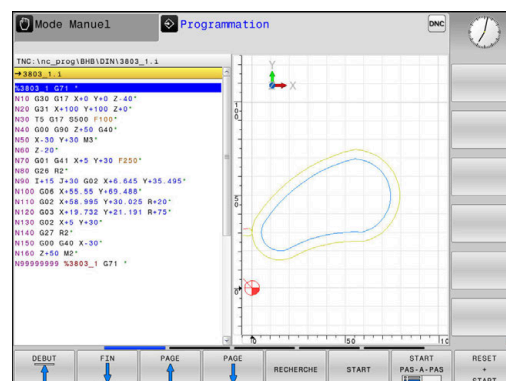 Mode Manuel
Programmation
DNC
TNC:\nc_prog\BHB\DIN\3803_1.i
→3803_1.i
%3803_1 G71 *
N10 G30 G17 X+0 Y+0 Z-40*
N20 G31 X+100 Y+100 Z+0*
N30 T5 G17 S500 F100*
N40 G00 G90 Z+50 G40*
N50 X-30 Y+30 M3*
N60 Z-20*
N70 G01 G41 X+5 Y+30 F250*
N80 G26 R2*
N90 I+15 J+30 G02 X+6.645 Y+35.495*
N100 G06 X+55.55 Y+69.488*
N110 G02 X+58.995 Y+30.025 R+20*
N120 G03 X+19.732 Y+21.191 R+75*
N130 G02 X+5 Y+30*
N140 G27 R2*
N150 G00 G40 X-30*
N160 Z+50 M2*
N99999999 %3803_1 G71 *
Y
X
100
50
0
0
50
10
DEBUT
FIN
PAGE
PAGE
RECHERCHE
START
START
PAS-A-PAS
RESET
+
START